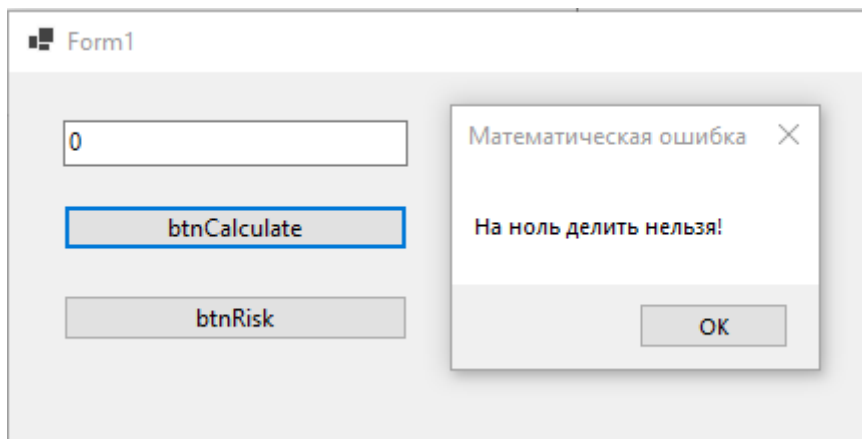 Form1
0
btnCalculate
btnRisk
Математическая ошибка
На ноль делить нельзя!
OK